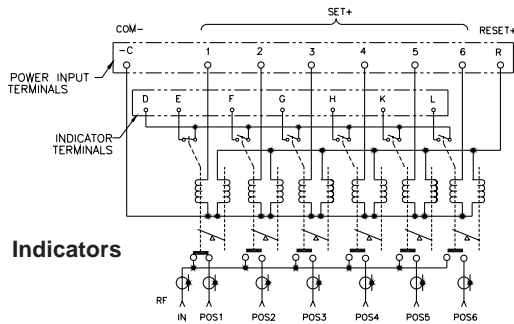 SET+
COM-
RESET+
-C 1 2 3 4 5 6 R
POWER INPUT
TERMINALS
D E F G H K L
INDICATOR
TERMINALS
Indicators
RF
IN POS1 POS2 POS3 POS4 POS5 POS6